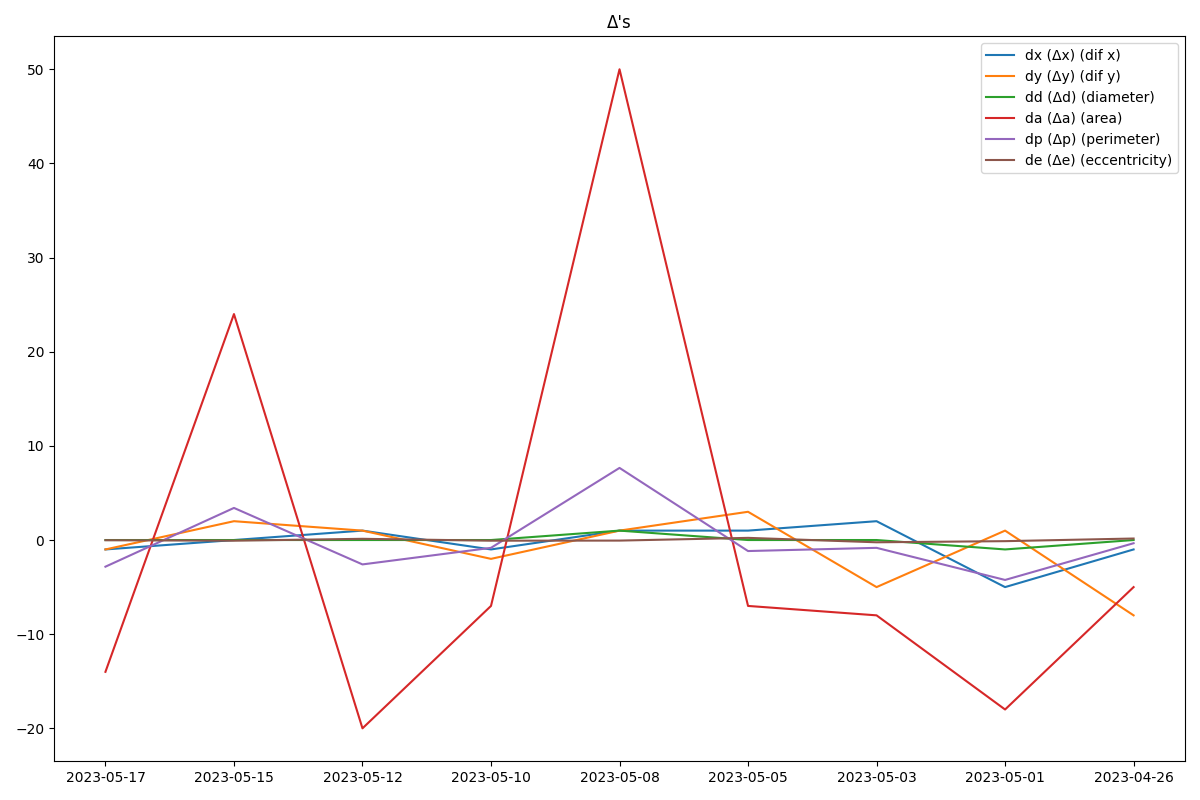 Δ's
dx (Δx) (dif x)
dy (Δy) (dif y)
dd (Δd) (diameter)
da (Δa) (area)
dp (Δp) (perimeter)
de (Δe) (eccentricity)
50
40
30
20
10
0
−10
−20
2023-05-17 2023-05-15 2023-05-12 2023-05-10 2023-05-08 2023-05-05 2023-05-03 2023-05-01 2023-04-26